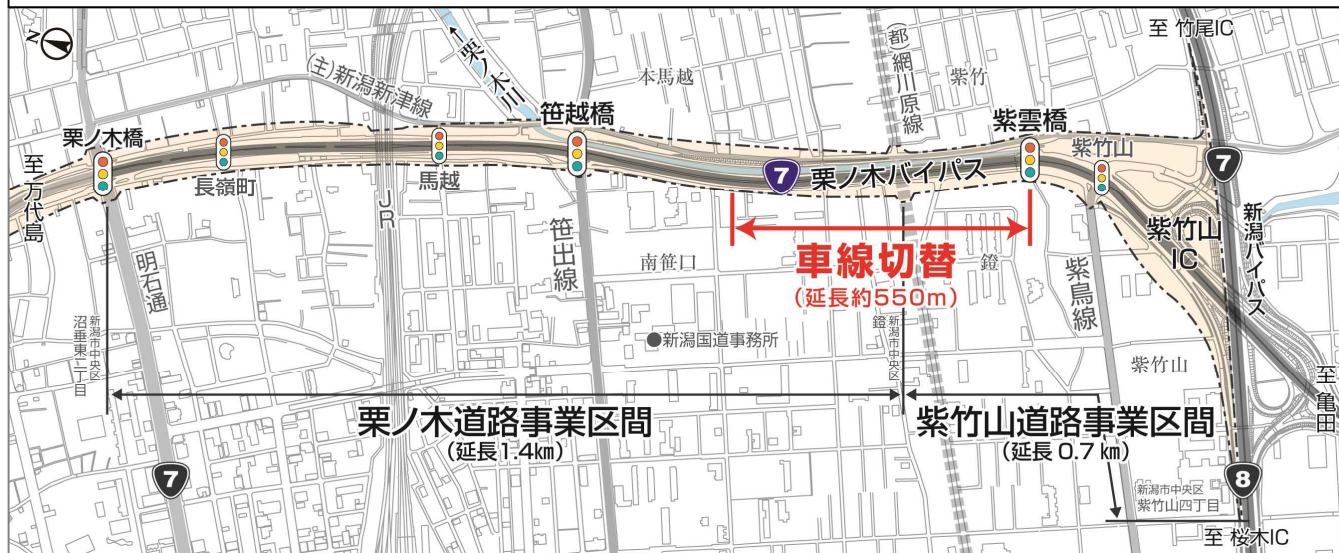 N
至 竹尾IC
(都)網川原線
紫竹
栗ノ木川
本馬越
(主)新潟新津線
笹越橋
紫雲橋
紫竹山
栗ノ木橋
至 万代島
長嶺町
馬越
7
栗ノ木バイパス
7
JR
新潟バイパス
紫竹山
IC
車線切替
(延長約550m)
笹出線
南笹口
鐙
紫鳥線
明石通
新潟市中央区
沼垂東二丁目
新潟国道事務所
新潟市中央区
鐙
紫竹山
至 亀田
栗ノ木道路事業区間
(延長1.4km)
紫竹山道路事業区間
(延長 0.7 km)
7
8
新潟市中央区
紫竹山四丁目
至 桜木IC